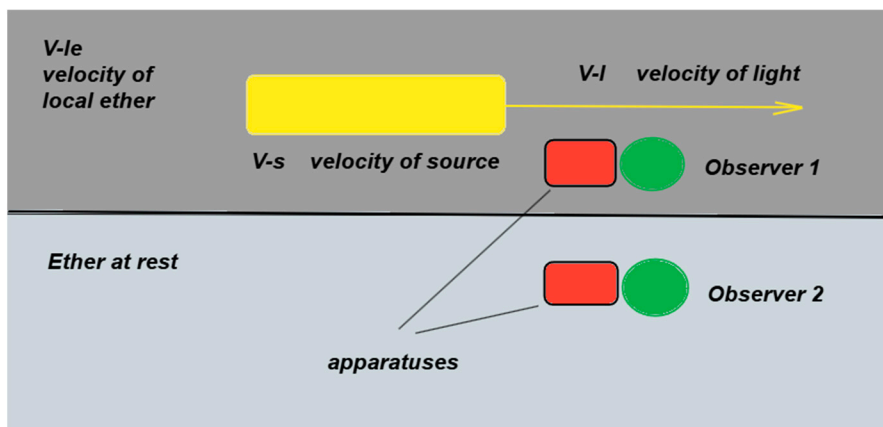 V-le
velocity of
local ether
V-l velocity of light
V-s velocity of source
Observer 1
Ether at rest
Observer 2
apparatuses